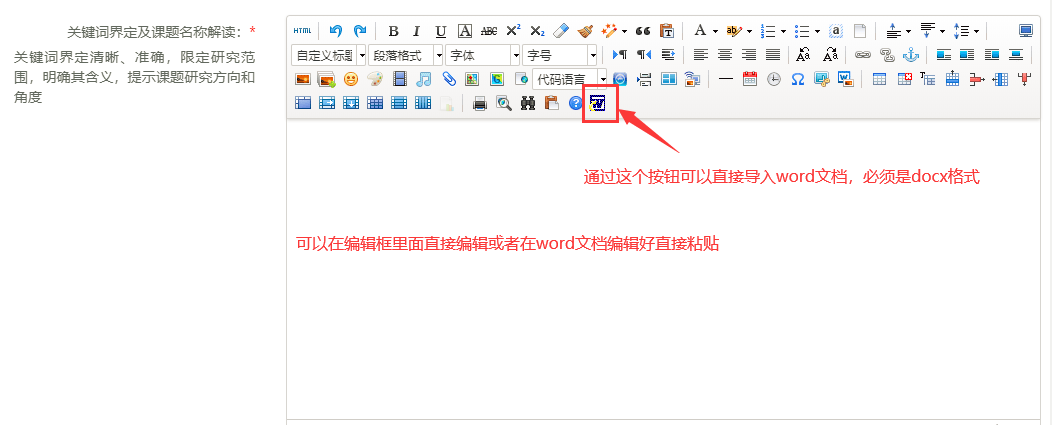 关键词界定及课题名称解读：*
关键词界定清晰、准确，限定研究范
围，明确其含义，提示课题研究方向和
角度
HTML B I U A ABC X² X₂ A ab a
自定义标题 段落格式 字体 字号
代码语言
通过这个按钮可以直接导入word文档，必须是docx格式
可以在编辑框里面直接编辑或者在word文档编辑好直接粘贴